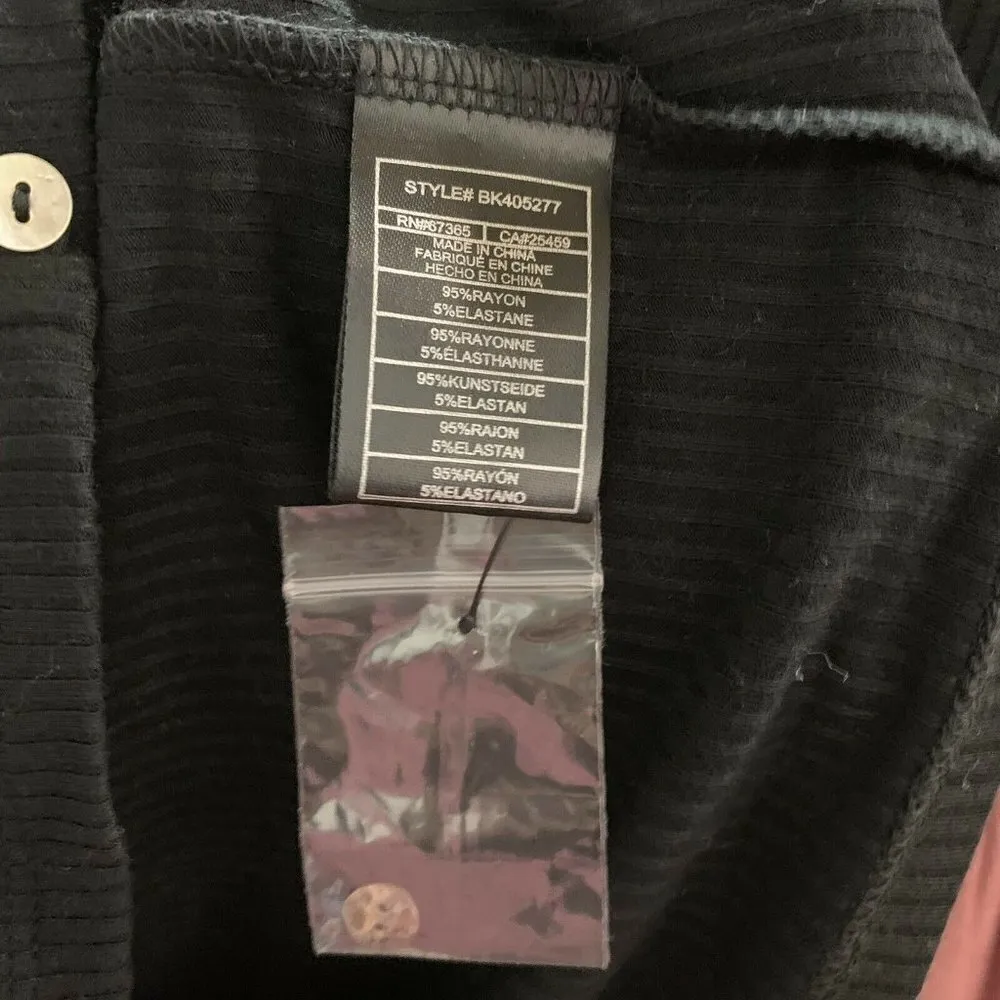 STYLE# BK405277
RN#67365 CA#25459
MADE IN CHINA
FABRIQUÉ EN CHINE
HECHO EN CHINA
95%RAYON
5%ELASTANE
95%RAYONNE
5%ÉLASTHANNE
95%KUNSTSEIDE
5%ELASTAN
95%RAION
5%ELASTAN
95%RAYÓN
5%ELASTANO